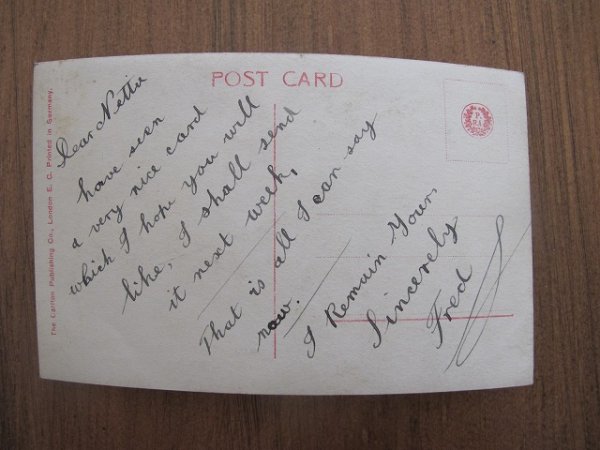 POST CARD
The Carlton Publishing Co., London E. C. Printed in Germany.
Dear Netta
have seen
a very nice card
which I hope you will
like, I shall send
it next week,
That is all I can say
now.
I Remain Yours
Sincerely
Fred